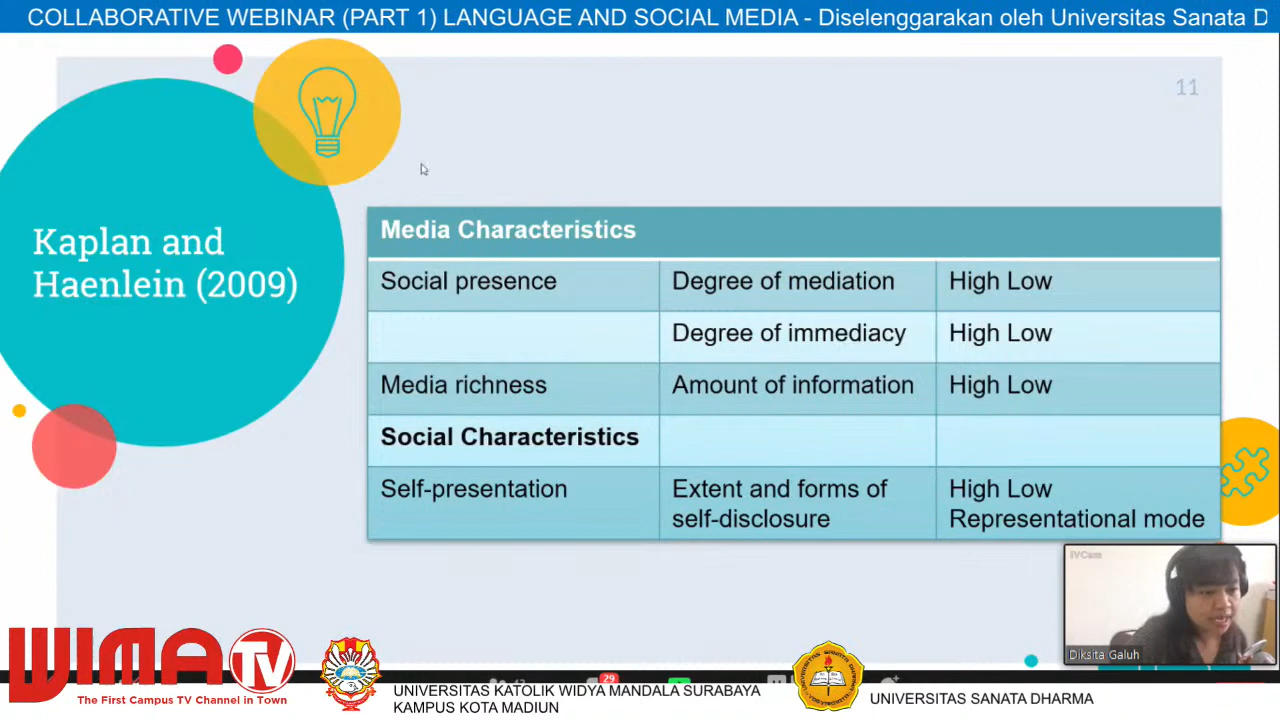 COLLABORATIVE WEBINAR (PART 1) LANGUAGE AND SOCIAL MEDIA - Diselenggarakan oleh Universitas Sanata D
11
Kaplan and
Haenlein (2009)
Media Characteristics
Social presence Degree of mediation High Low
Degree of immediacy High Low
Media richness Amount of information High Low
Social Characteristics
Self-presentation Extent and forms of High Low
self-disclosure Representational mode
iVCam
Diksita Galuh
WIMA TV
The First Campus TV Channel in Town
29
UNIVERSITAS KATOLIK WIDYA MANDALA SURABAYA
KAMPUS KOTA MADIUN
UNIVERSITAS SANATA DHARMA